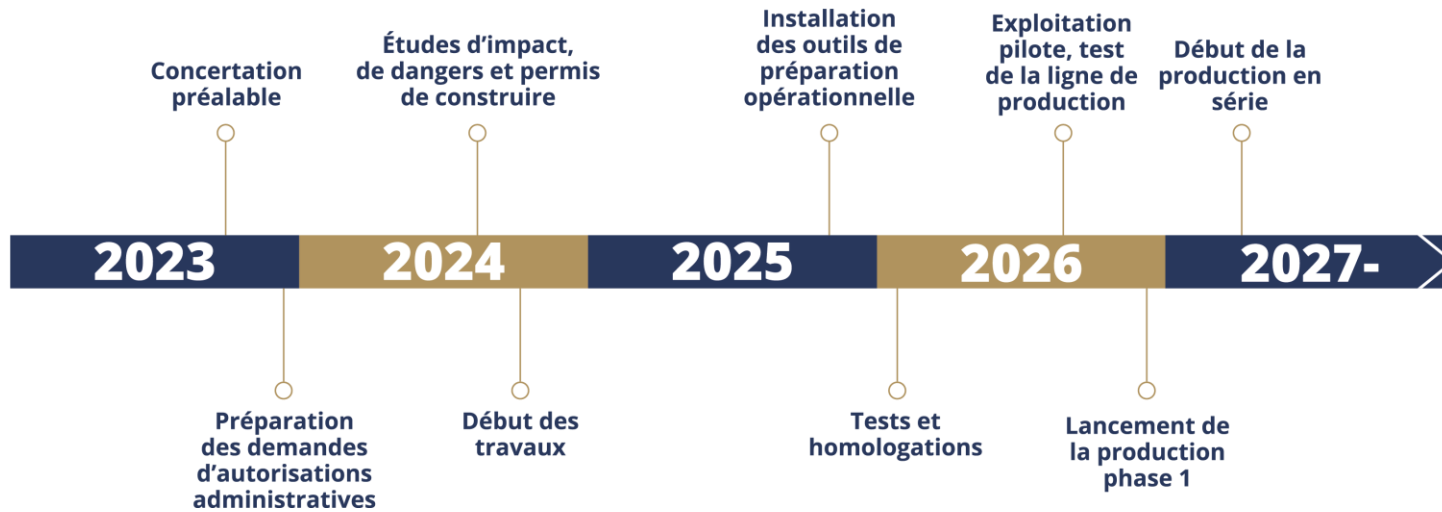 Concertation
préalable
Études d’impact,
de dangers et permis
de construire
Installation
des outils de
préparation
opérationnelle
Exploitation
pilote, test
de la ligne de
production
Début de la
production en
série
2023
2024
2025
2026
2027-
Préparation
des demandes
d’autorisations
administratives
Début des
travaux
Tests et
homologations
Lancement de
la production
phase 1